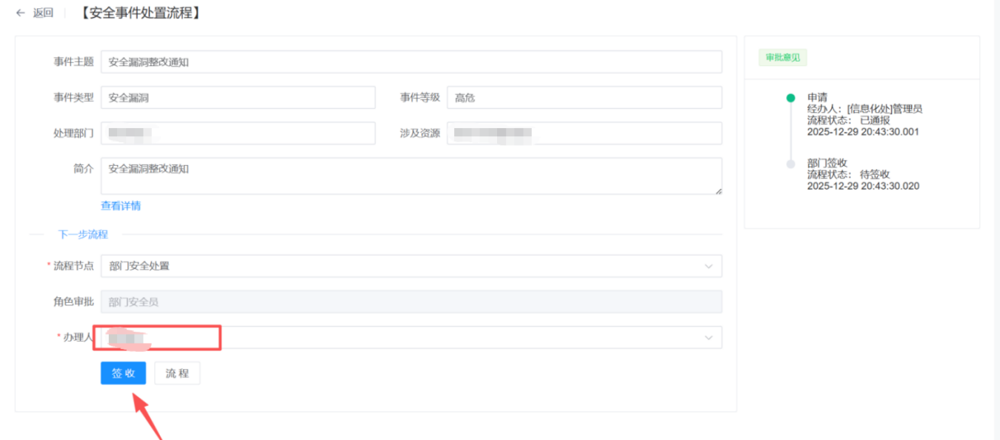 ← 返回 | 【安全事件处置流程】
事件主题 安全漏洞整改通知
事件类型 安全漏洞 事件等级 高危
处理部门 涉及资源
简介 安全漏洞整改通知
查看详情
下一步流程
* 流程节点 部门安全处置
角色审批 部门安全员
* 办理人
签 收 流 程
审批意见
申请
经办人：[信息化处]管理员
流程状态： 已通报
2025-12-29 20:43:30.001
部门签收
流程状态： 待签收
2025-12-29 20:43:30.020